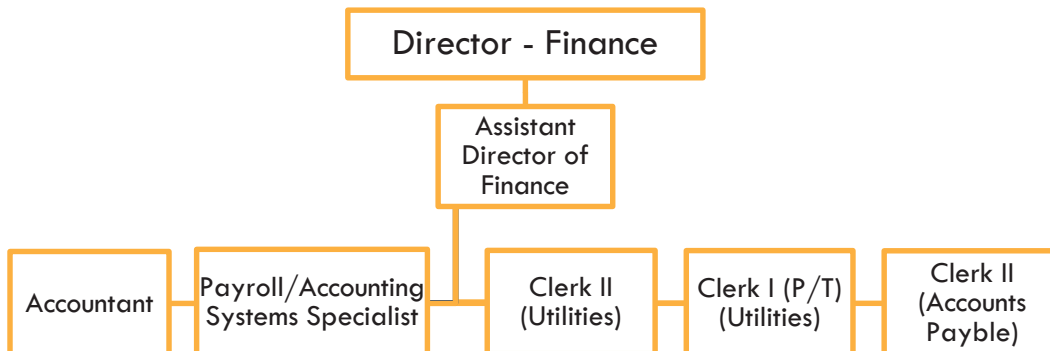 Director - Finance
Assistant
Director of
Finance
Accountant
Payroll/Accounting
Systems Specialist
Clerk II
(Utilities)
Clerk I (P/T)
(Utilities)
Clerk II
(Accounts
Payble)